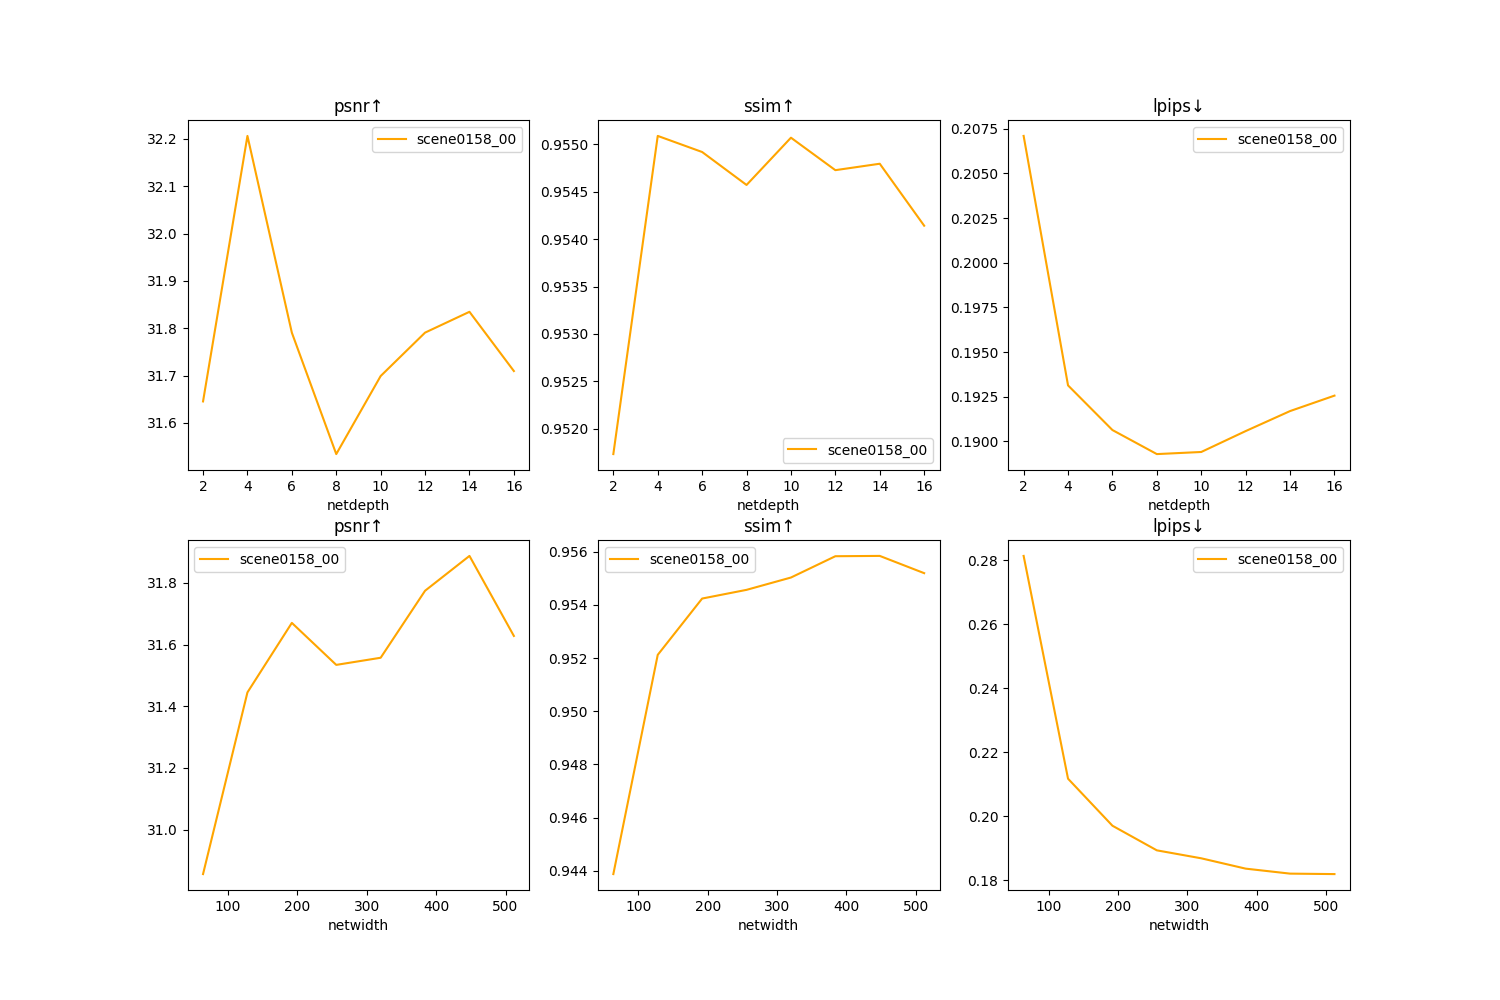 psnr↑
ssim↑
lpips↓
32.2
32.1
32.0
31.9
31.8
31.7
31.6
scene0158_00
2 4 6 8 10 12 14 16
netdepth
0.9550
0.9545
0.9540
0.9535
0.9530
0.9525
0.9520
scene0158_00
2 4 6 8 10 12 14 16
netdepth
0.2075
0.2050
0.2025
0.2000
0.1975
0.1950
0.1925
0.1900
scene0158_00
2 4 6 8 10 12 14 16
netdepth
psnr↑
ssim↑
lpips↓
31.8
31.6
31.4
31.2
31.0
scene0158_00
100 200 300 400 500
netwidth
0.956
0.954
0.952
0.950
0.948
0.946
0.944
scene0158_00
100 200 300 400 500
netwidth
0.28
0.26
0.24
0.22
0.20
0.18
scene0158_00
100 200 300 400 500
netwidth